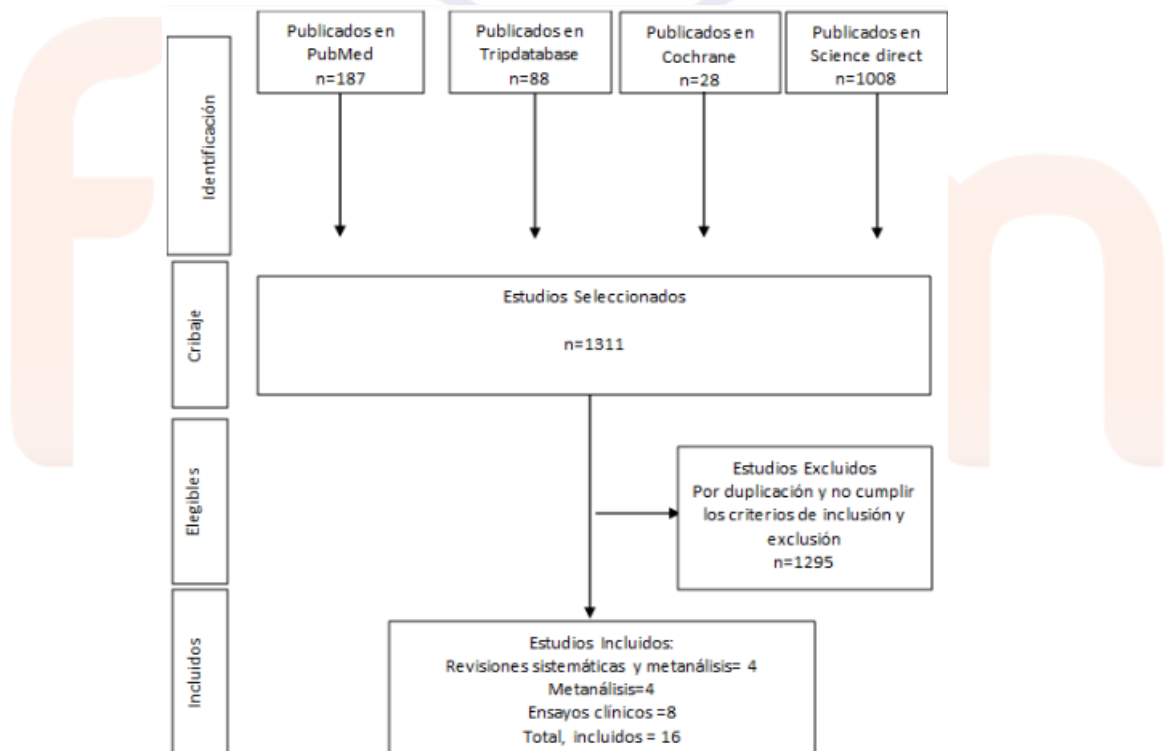 Publicados en
PubMed
n=187
Publicados en
Tripdatabase
n=88
Publicados en
Cochrane
n=28
Publicados en
Science direct
n=1008
Identificación
Estudios Seleccionados
n=1311
Cribaje
Estudios Excluidos
Por duplicación y no cumplir
los criterios de inclusión y
exclusión
n=1295
Elegibles
Estudios Incluidos:
Revisiones sistemáticas y metanálisis= 4
Metanálisis=4
Ensayos clínicos =8
Total, incluidos = 16
Incluidos